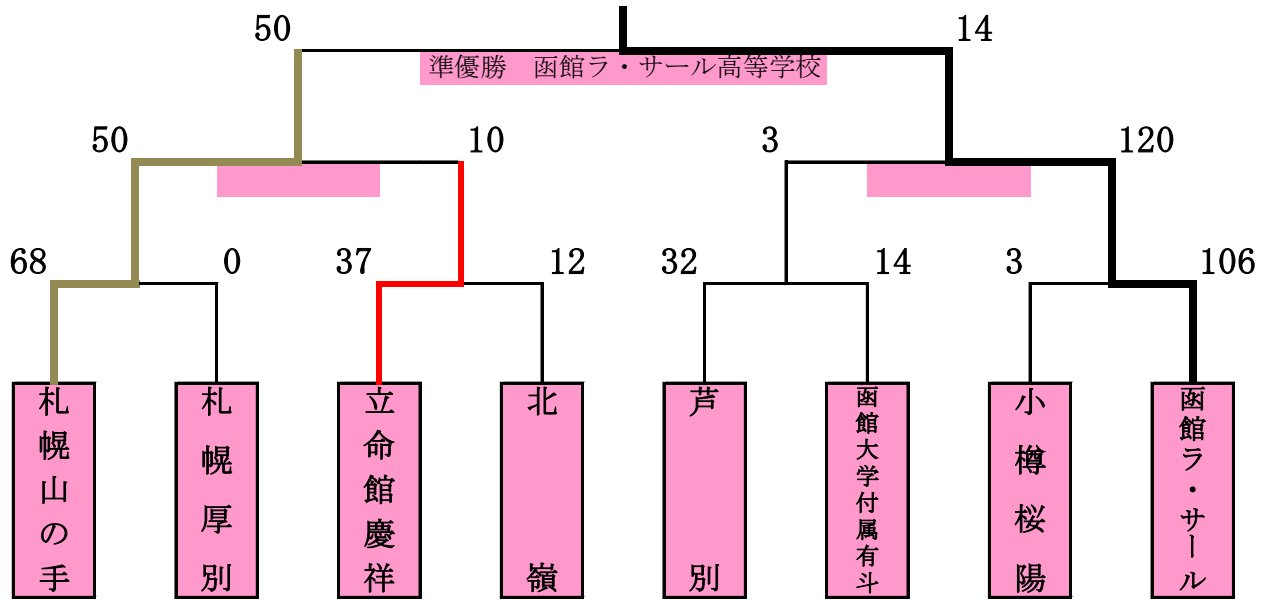 50 14
準優勝　函館ラ・サール高等学校
50 10 3 120
68 0 37 12 32 14 3 106
札幌山の手
札幌厚別
立命館慶祥
北嶺
芦別
函館大学付属有斗
小樽桜陽
函館ラ・サール